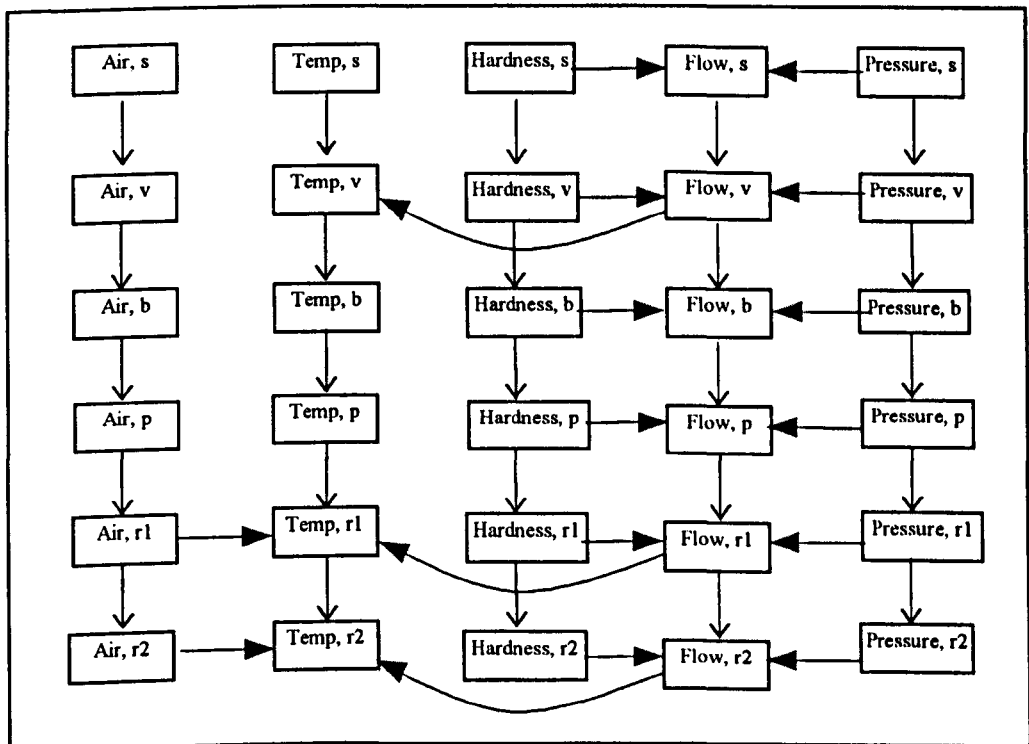 Air, s
Temp, s
Hardness, s
Flow, s
Pressure, s
Air, v
Temp, v
Hardness, v
Flow, v
Pressure, v
Air, b
Temp, b
Hardness, b
Flow, b
Pressure, b
Air, p
Temp, p
Hardness, p
Flow, p
Pressure, p
Air, r1
Temp, r1
Hardness, r1
Flow, r1
Pressure, r1
Air, r2
Temp, r2
Hardness, r2
Flow, r2
Pressure, r2